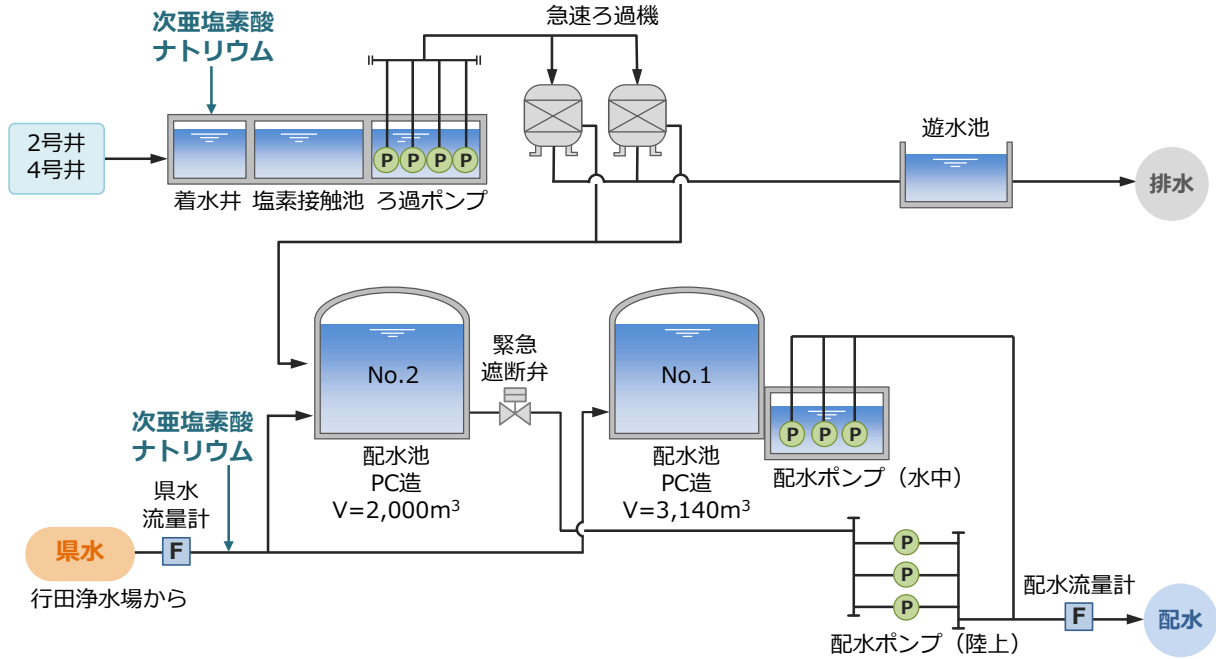 次亜塩素酸
ナトリウム
急速ろ過機
2号井
4号井
P P P P
着水井 塩素接触池 ろ過ポンプ
遊水池
排水
No.2
緊急
遮断弁
No.1
P P P
配水ポンプ（水中）
配水池
PC造
V=2,000m³
配水池
PC造
V=3,140m³
次亜塩素酸
ナトリウム
県水
流量計
県水
F
行田浄水場から
P
P
P
配水ポンプ（陸上）
配水流量計
F
配水